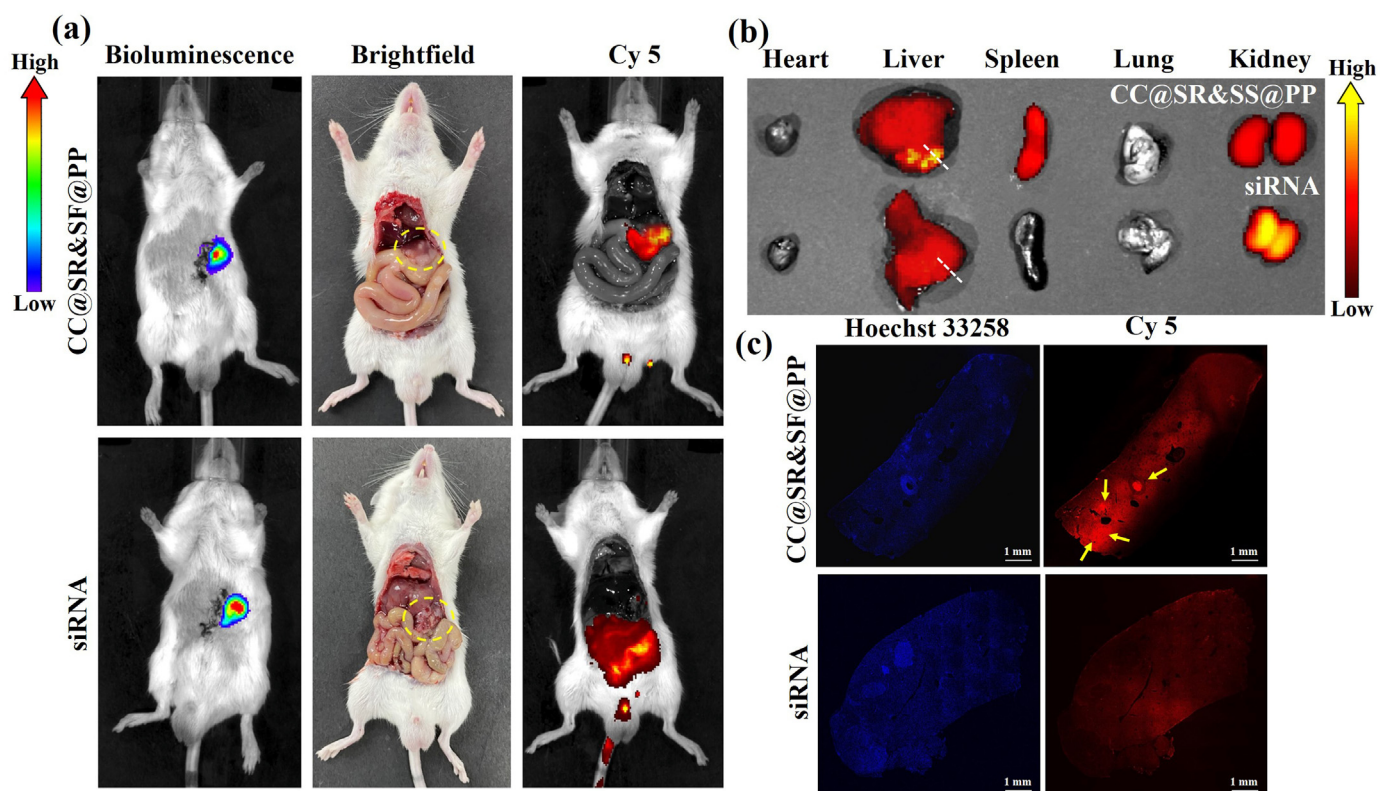 (a)
Bioluminescence
Brightfield
Cy 5
High
Low
CC@SR&SF@PP
siRNA
(b)
Heart
Liver
Spleen
Lung
Kidney
CC@SR&SS@PP
siRNA
High
Low
(c)
Hoechst 33258
Cy 5
CC@SR&SF@PP
1 mm
1 mm
siRNA
1 mm
1 mm